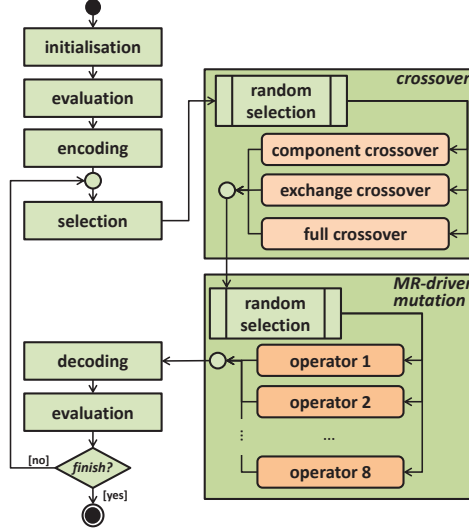 initialisation
evaluation
encoding
selection
crossover
random
selection
component crossover
exchange crossover
full crossover
MR-driven
mutation
random
selection
operator 1
operator 2
...
...
...
operator 8
decoding
evaluation
finish?
[no]
[yes]